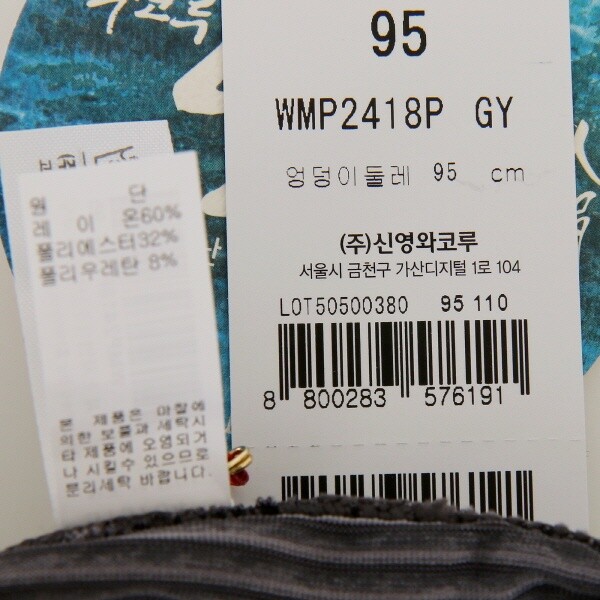 와코루
95
WMP2418P GY
엉덩이둘레 95 cm
(주)신영와코루
서울시 금천구 가산디지털 1로 104
LOT50500380 95 110
8 800283 576191
원 단
레 이 온60%
폴리에스터32%
폴리우레탄 8%
본 제품은 마찰에
의한 보풀과 세탁시
타 제품에 오염되거
나 시킬수 있으므로
분리세탁 바랍니다.